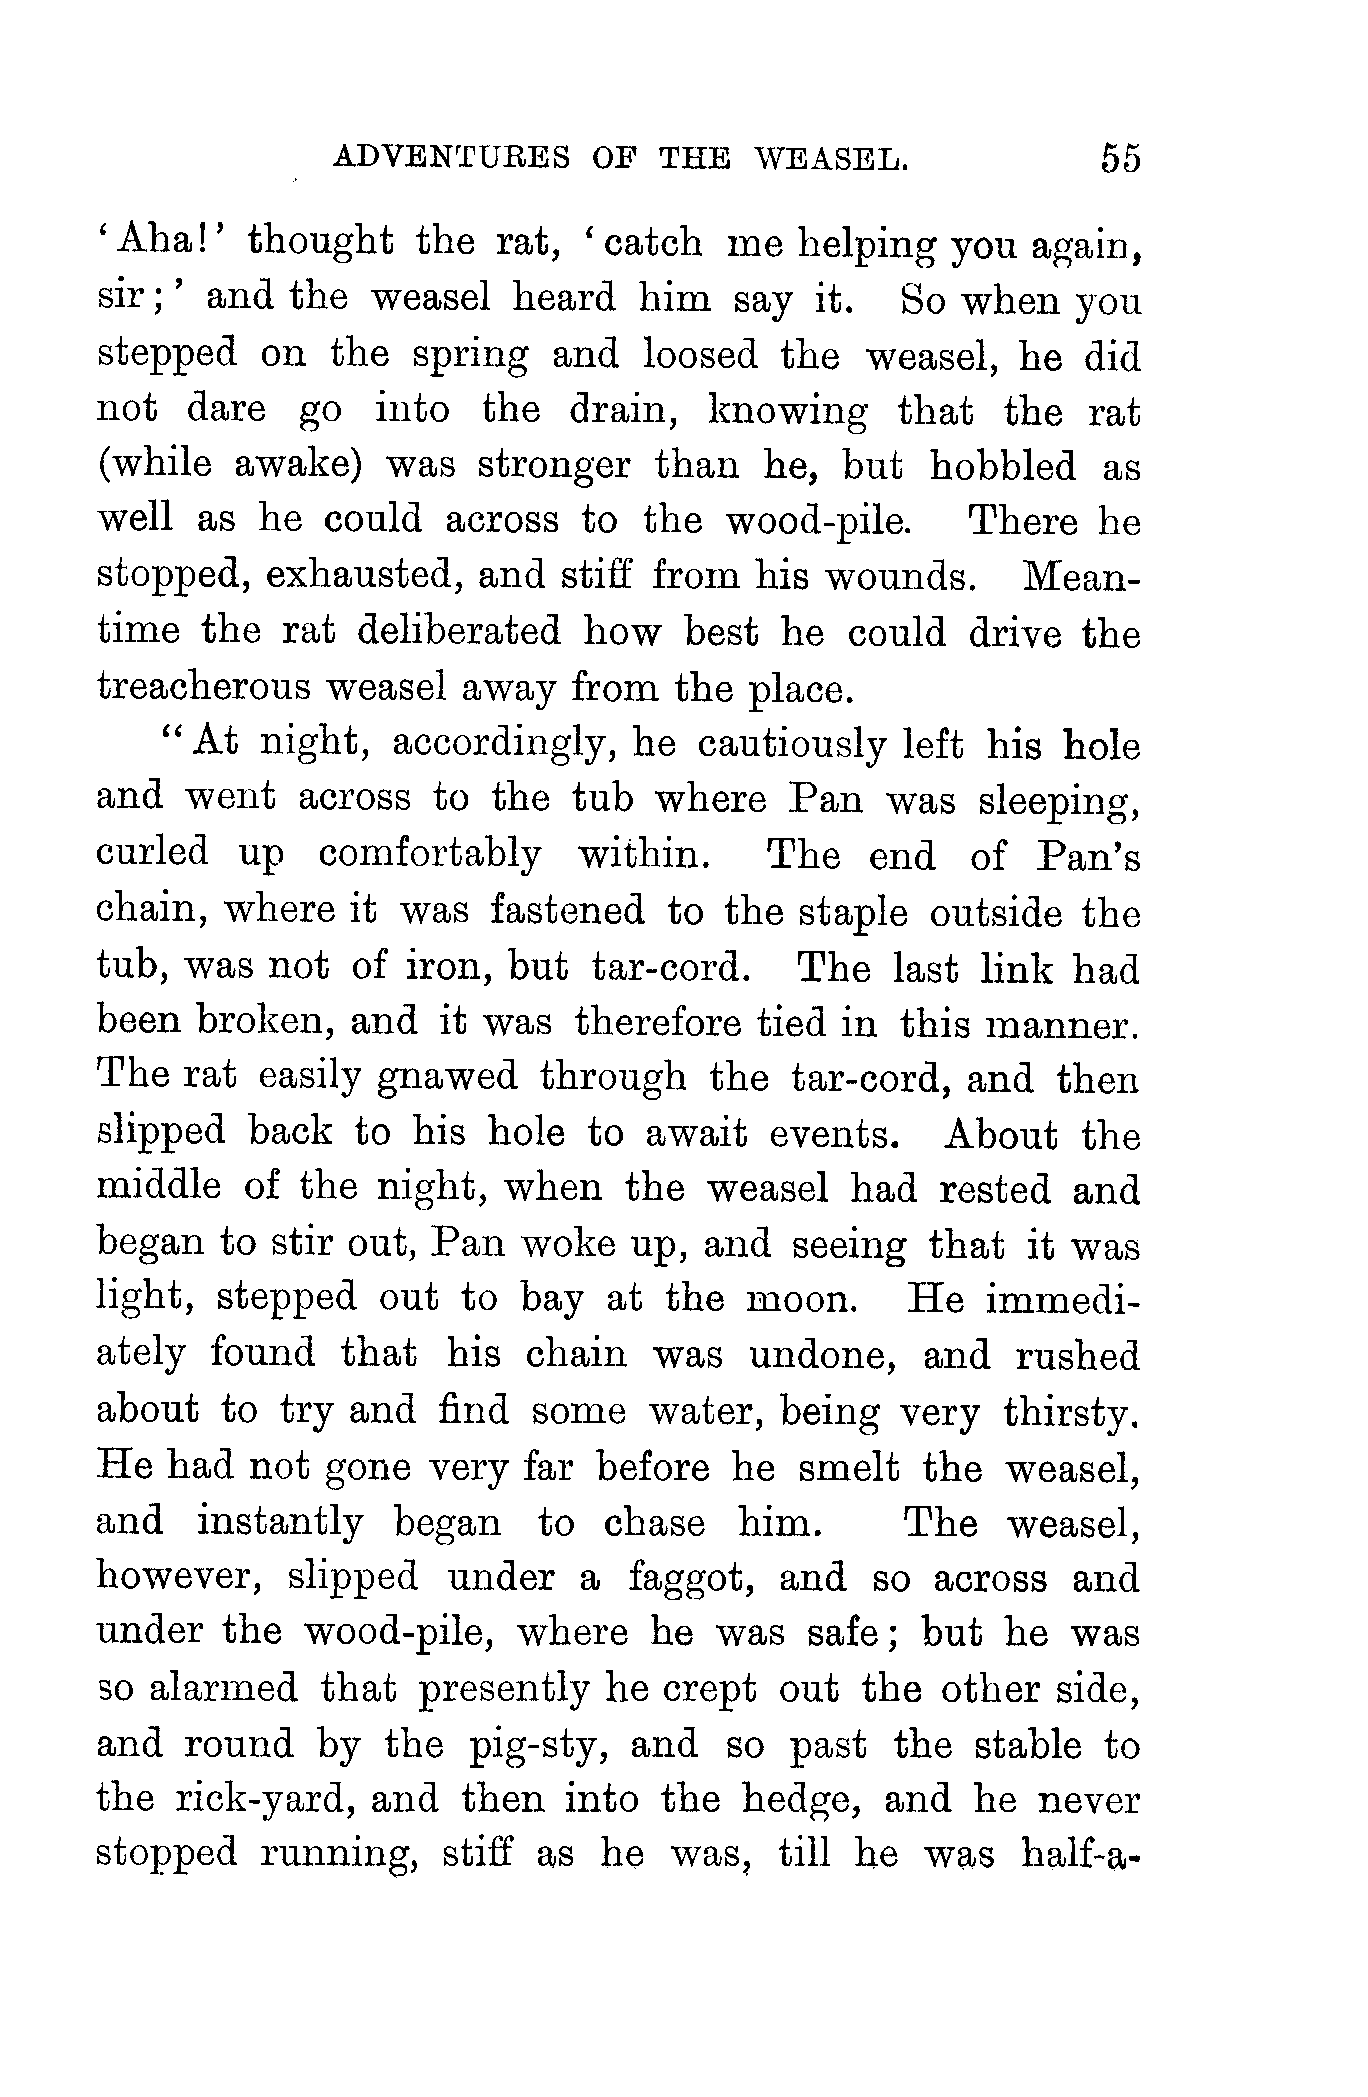 ADVENTURES OF THE WEASEL. 55
‘Aha!’ thought the rat, ‘catch me helping you again,
sir;’ and the weasel heard him say it. So when you
stepped on the spring and loosed the weasel, he did
not dare go into the drain, knowing that the rat
(while awake) was stronger than he, but hobbled as
well as he could across to the wood-pile. There he
stopped, exhausted, and stiff from his wounds. Mean-
time the rat deliberated how best he could drive the
treacherous weasel away from the place.
“At night, accordingly, he cautiously left his hole
and went across to the tub where Pan was sleeping,
curled up comfortably within. The end of Pan’s
chain, where it was fastened to the staple outside the
tub, was not of iron, but tar-cord. The last link had
been broken, and it was therefore tied in this manner.
The rat easily gnawed through the tar-cord, and then
slipped back to his hole to await events. About the
middle of the night, when the weasel had rested and
began to stir out, Pan woke up, and seeing that it was
light, stepped out to bay at the moon. He immedi-
ately found that his chain was undone, and rushed
about to try and find some water, being very thirsty.
He had not gone very far before he smelt the weasel,
and instantly began to chase him. The weasel,
however, slipped under a faggot, and so across and
under the wood-pile, where he was safe; but he was
so alarmed that presently he crept out the other side,
and round by the pig-sty, and so past the stable to
the rick-yard, and then into the hedge, and he never
stopped running, stiff as he was, till he was half-a-